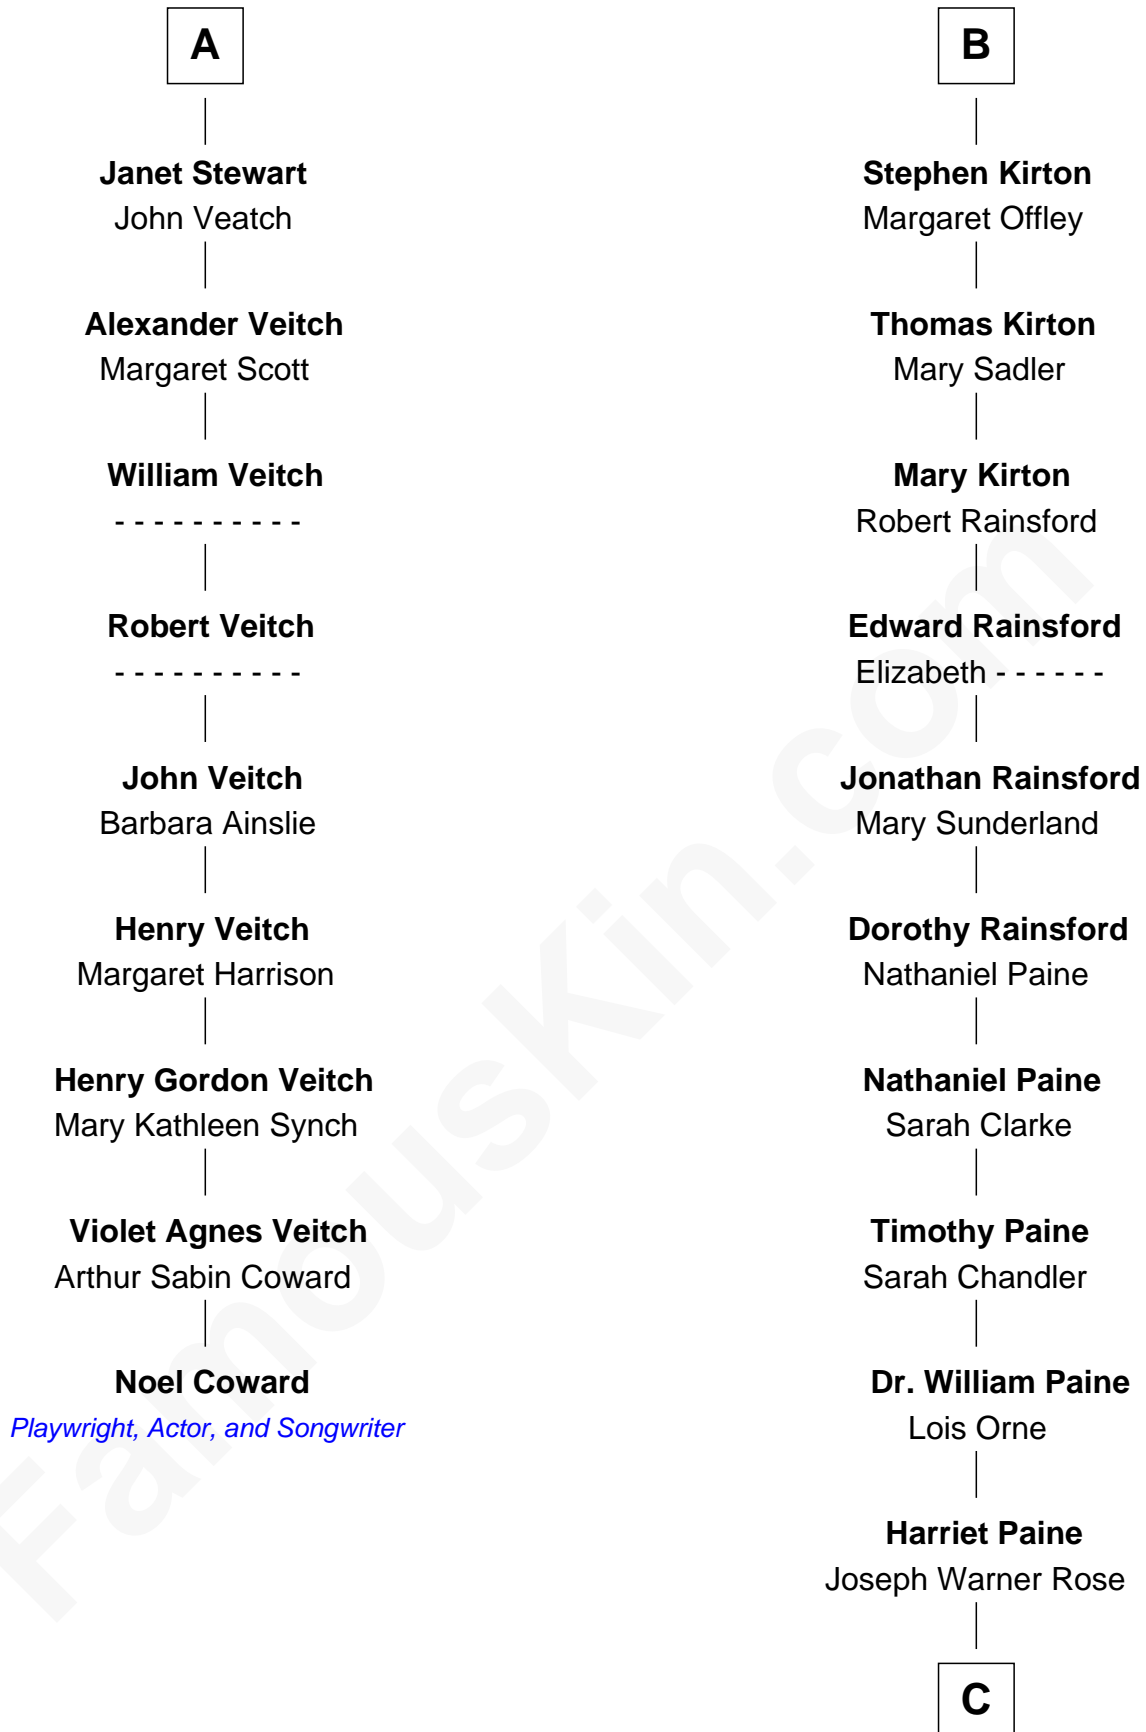 A
Janet Stewart
John Veatch
Alexander Veitch
Margaret Scott
William Veitch
- - - - - - - - - -
Robert Veitch
- - - - - - - - - -
John Veitch
Barbara Ainslie
Henry Veitch
Margaret Harrison
Henry Gordon Veitch
Mary Kathleen Synch
Violet Agnes Veitch
Arthur Sabin Coward
Noel Coward
Playwright, Actor, and Songwriter
B
Stephen Kirton
Margaret Offley
Thomas Kirton
Mary Sadler
Mary Kirton
Robert Rainsford
Edward Rainsford
Elizabeth - - - - - -
Jonathan Rainsford
Mary Sunderland
Dorothy Rainsford
Nathaniel Paine
Nathaniel Paine
Sarah Clarke
Timothy Paine
Sarah Chandler
Dr. William Paine
Lois Orne
Harriet Paine
Joseph Warner Rose
C
FamousKin.com